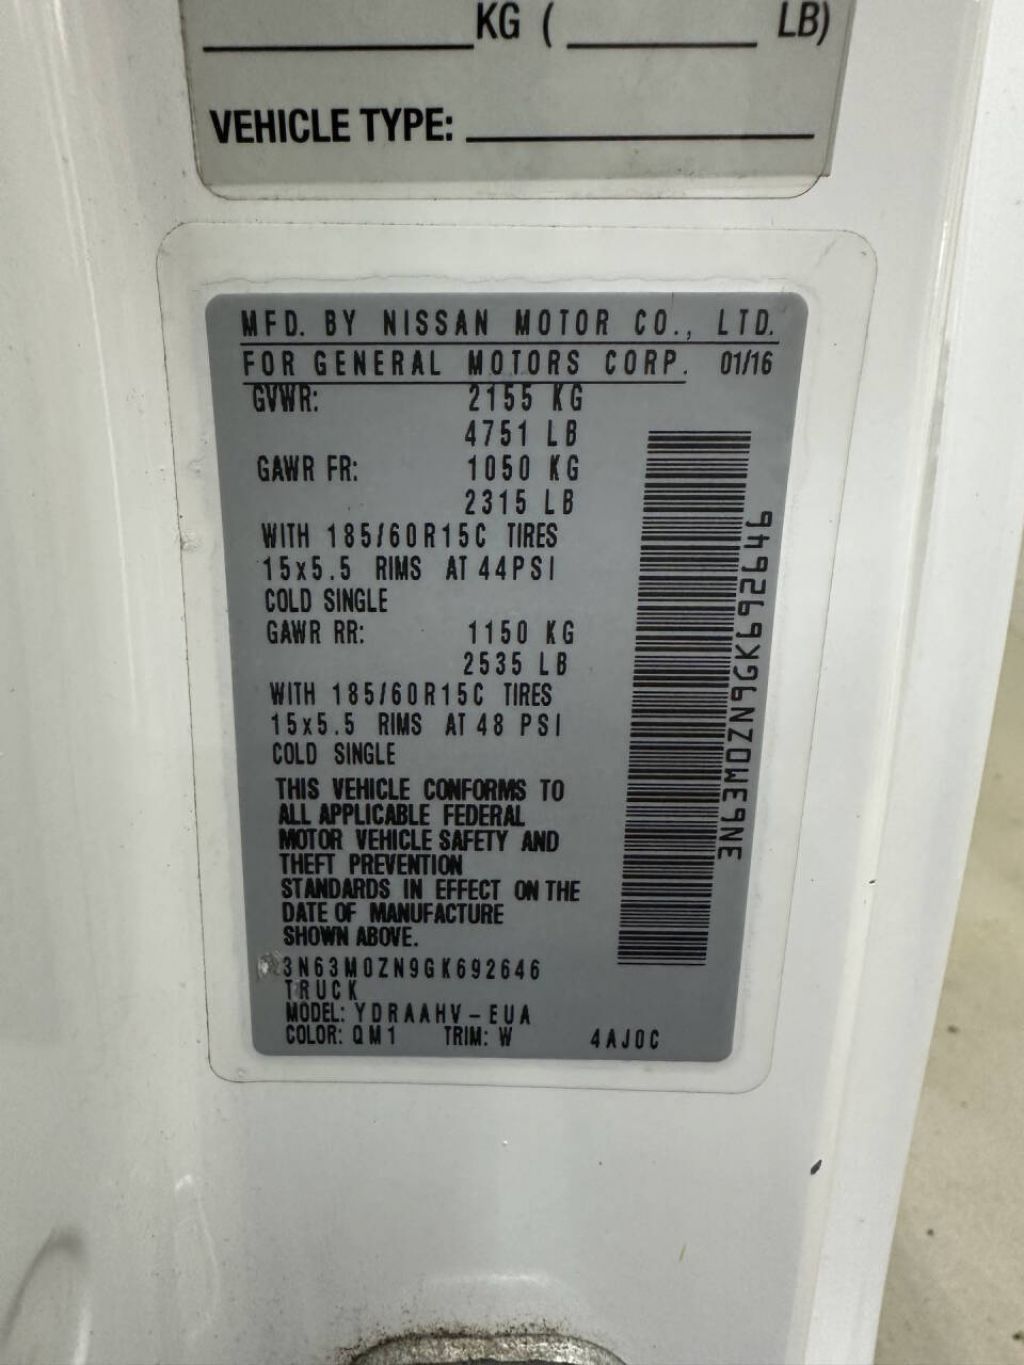 KG ( LB)
VEHICLE TYPE:
MFD. BY NISSAN MOTOR CO., LTD.
FOR GENERAL MOTORS CORP. 01/16
GVWR: 2155 KG
4751 LB
GAWR FR: 1050 KG
2315 LB
WITH 185/60R15C TIRES
15x5.5 RIMS AT 44PSI
COLD SINGLE
GAWR RR: 1150 KG
2535 LB
WITH 185/60R15C TIRES
15x5.5 RIMS AT 48 PSI
COLD SINGLE
THIS VEHICLE CONFORMS TO
ALL APPLICABLE FEDERAL
MOTOR VEHICLE SAFETY AND
THEFT PREVENTION
STANDARDS IN EFFECT ON THE
DATE OF MANUFACTURE
SHOWN ABOVE.
3N63M0ZN9GK692646
TRUCK
MODEL: YDRAAHV-EUA
COLOR: QM1 TRIM: W 4AJ0C
3N63M0ZN9GK692646